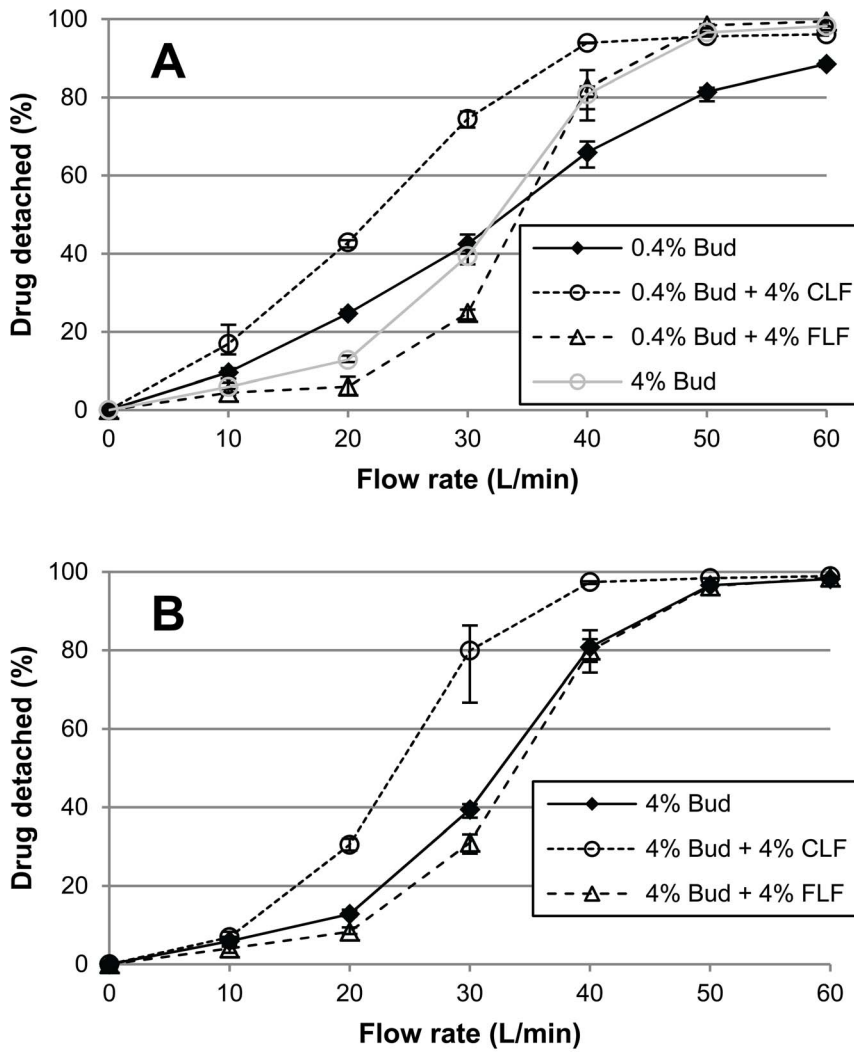 A
Drug detached (%)
100
80
60
40
20
0
0.4% Bud
0.4% Bud + 4% CLF
0.4% Bud + 4% FLF
4% Bud
0 10 20 30 40 50 60
Flow rate (L/min)
B
Drug detached (%)
100
80
60
40
20
0
4% Bud
4% Bud + 4% CLF
4% Bud + 4% FLF
0 10 20 30 40 50 60
Flow rate (L/min)